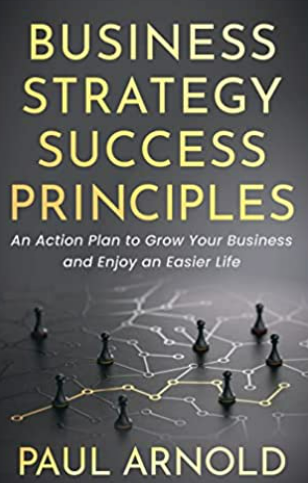 BUSINESS
STRATEGY
SUCCESS
PRINCIPLES
An Action Plan to Grow Your Business
and Enjoy an Easier Life
PAUL ARNOLD